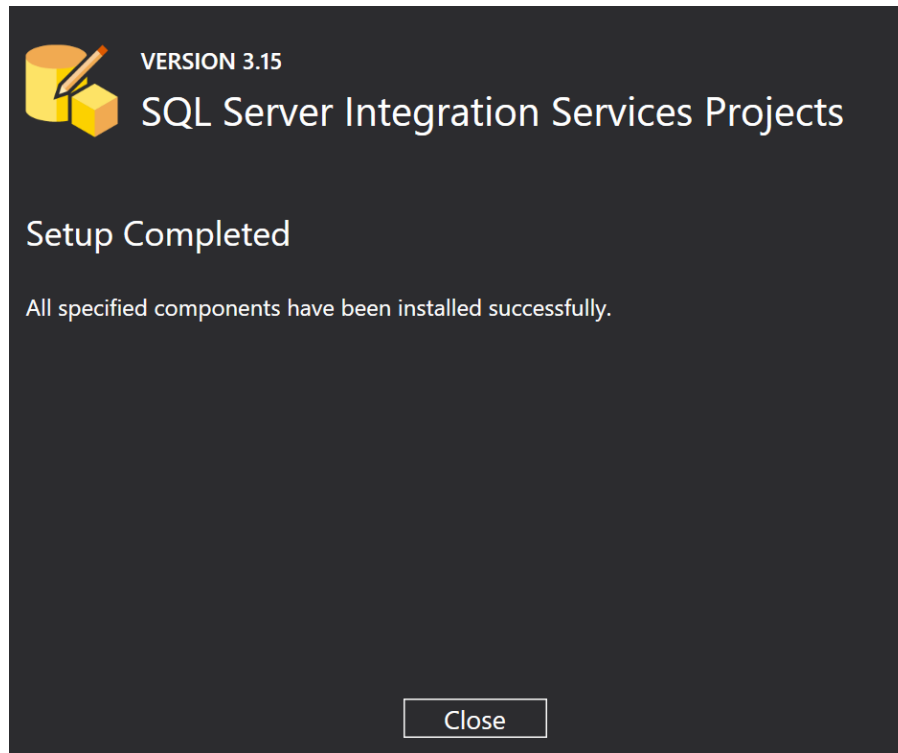 VERSION 3.15
SQL Server Integration Services Projects
Setup Completed
All specified components have been installed successfully.
Close